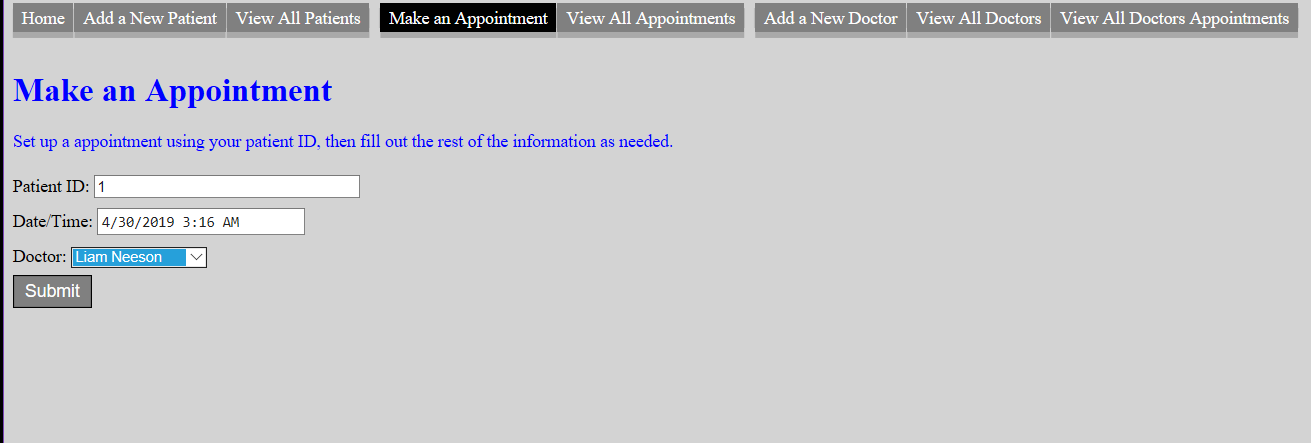 Home Add a New Patient View All Patients Make an Appointment View All Appointments Add a New Doctor View All Doctors View All Doctors Appointments
Make an Appointment
Set up a appointment using your patient ID, then fill out the rest of the information as needed.
Patient ID: 1
Date/Time: 4/30/2019 3:16 AM
Doctor: Liam Neeson
Submit